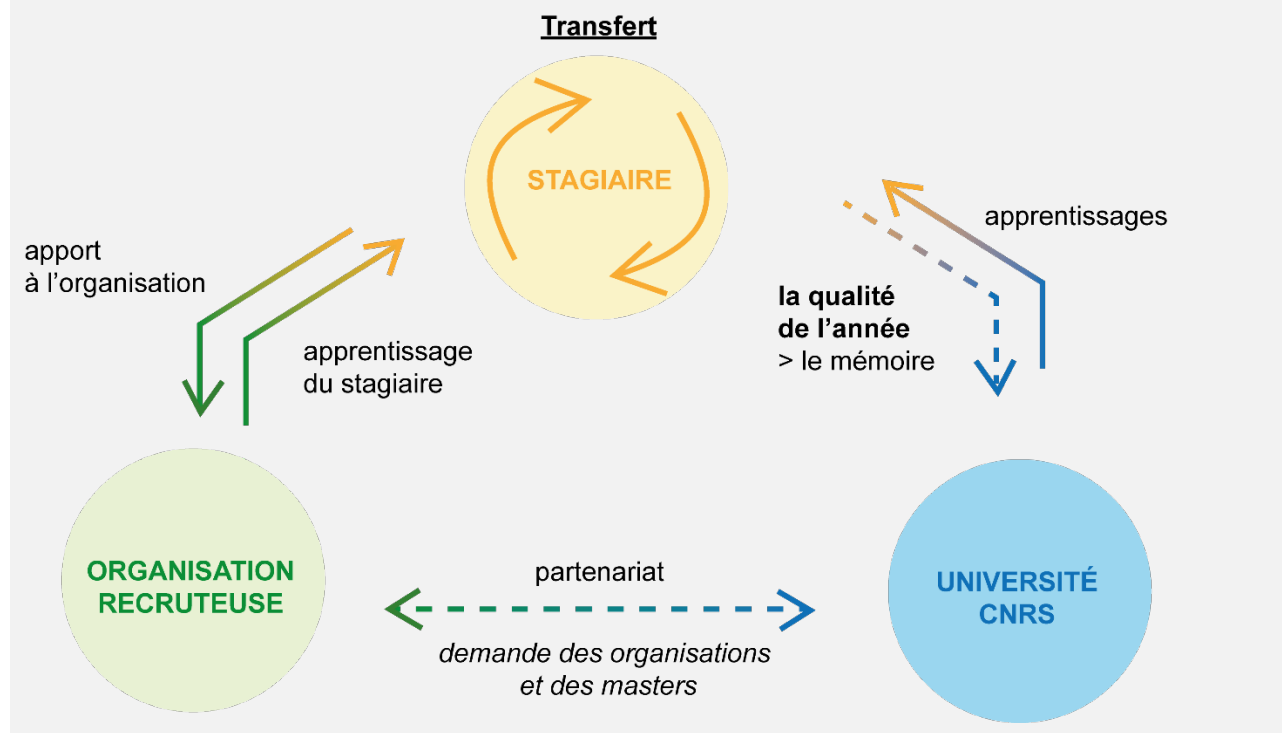 Transfert
STAGIAIRE
apport
à l’organisation
apprentissage
du stagiaire
apprentissages
la qualité
de l’année
> le mémoire
ORGANISATION
RECRUTEUSE
partenariat
demande des organisations
et des masters
UNIVERSITÉ
CNRS